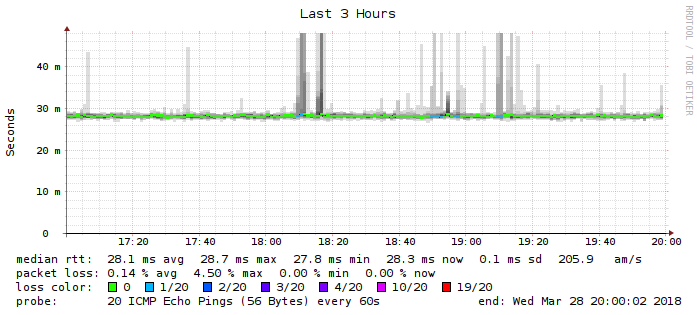 Last 3 Hours
RRDTOOL / TOBI OETIKER
Seconds
40 m
30 m
20 m
10 m
0
17:20 17:40 18:00 18:20 18:40 19:00 19:20 19:40 20:00
median rtt: 28.1 ms avg 28.7 ms max 27.8 ms min 28.3 ms now 0.1 ms sd 205.9 am/s
packet loss: 0.14 % avg 4.50 % max 0.00 % min 0.00 % now
loss color: 0 1/20 2/20 3/20 4/20 10/20 19/20
probe: 20 ICMP Echo Pings (56 Bytes) every 60s end: Wed Mar 28 20:00:02 2018